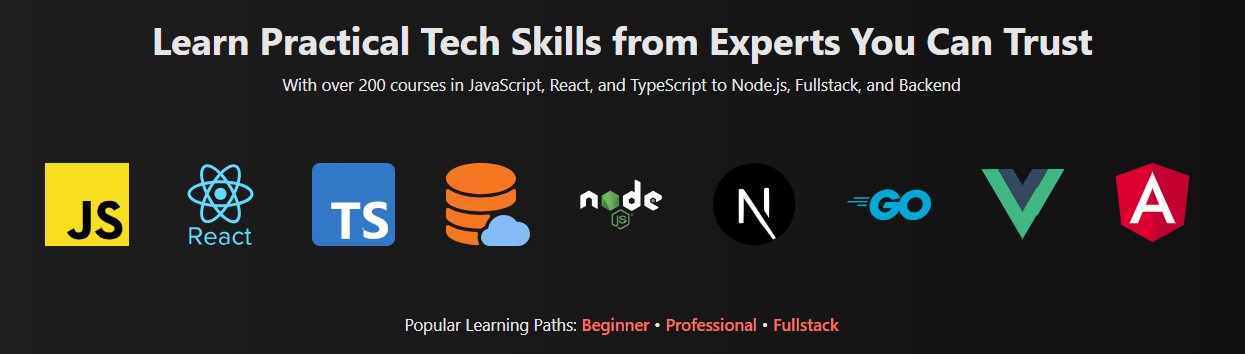 Learn Practical Tech Skills from Experts You Can Trust
With over 200 courses in JavaScript, React, and TypeScript to Node.js, Fullstack, and Backend
JS
React
TS
node
JS
N
GO
A
Popular Learning Paths: Beginner • Professional • Fullstack